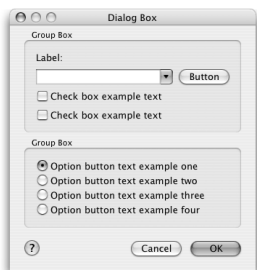 Dialog Box
Group Box
Label:
Button
Check box example text
Check box example text
Group Box
Option button text example one
Option button text example two
Option button text example three
Option button text example four
? Cancel OK